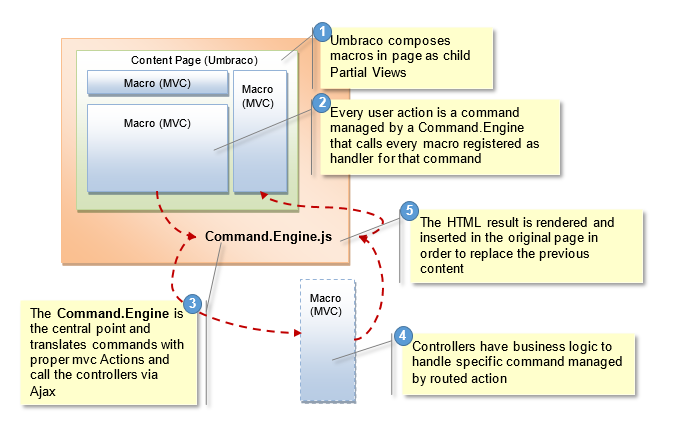 1
Umbraco composes
macros in page as child
Partial Views
Content Page (Umbraco)
Macro (MVC)
Macro
(MVC)
Macro (MVC)
2
Every user action is a command
managed by a Command.Engine
that calls every macro registered as
handler for that command
5
The HTML result is rendered and
inserted in the original page in
order to replace the previous
content
Command.Engine.js
3
The Command.Engine is
the central point and
translates commands with
proper mvc Actions and
call the controllers via
Ajax
Macro
(MVC)
4
Controllers have business logic to
handle specific command managed
by routed action